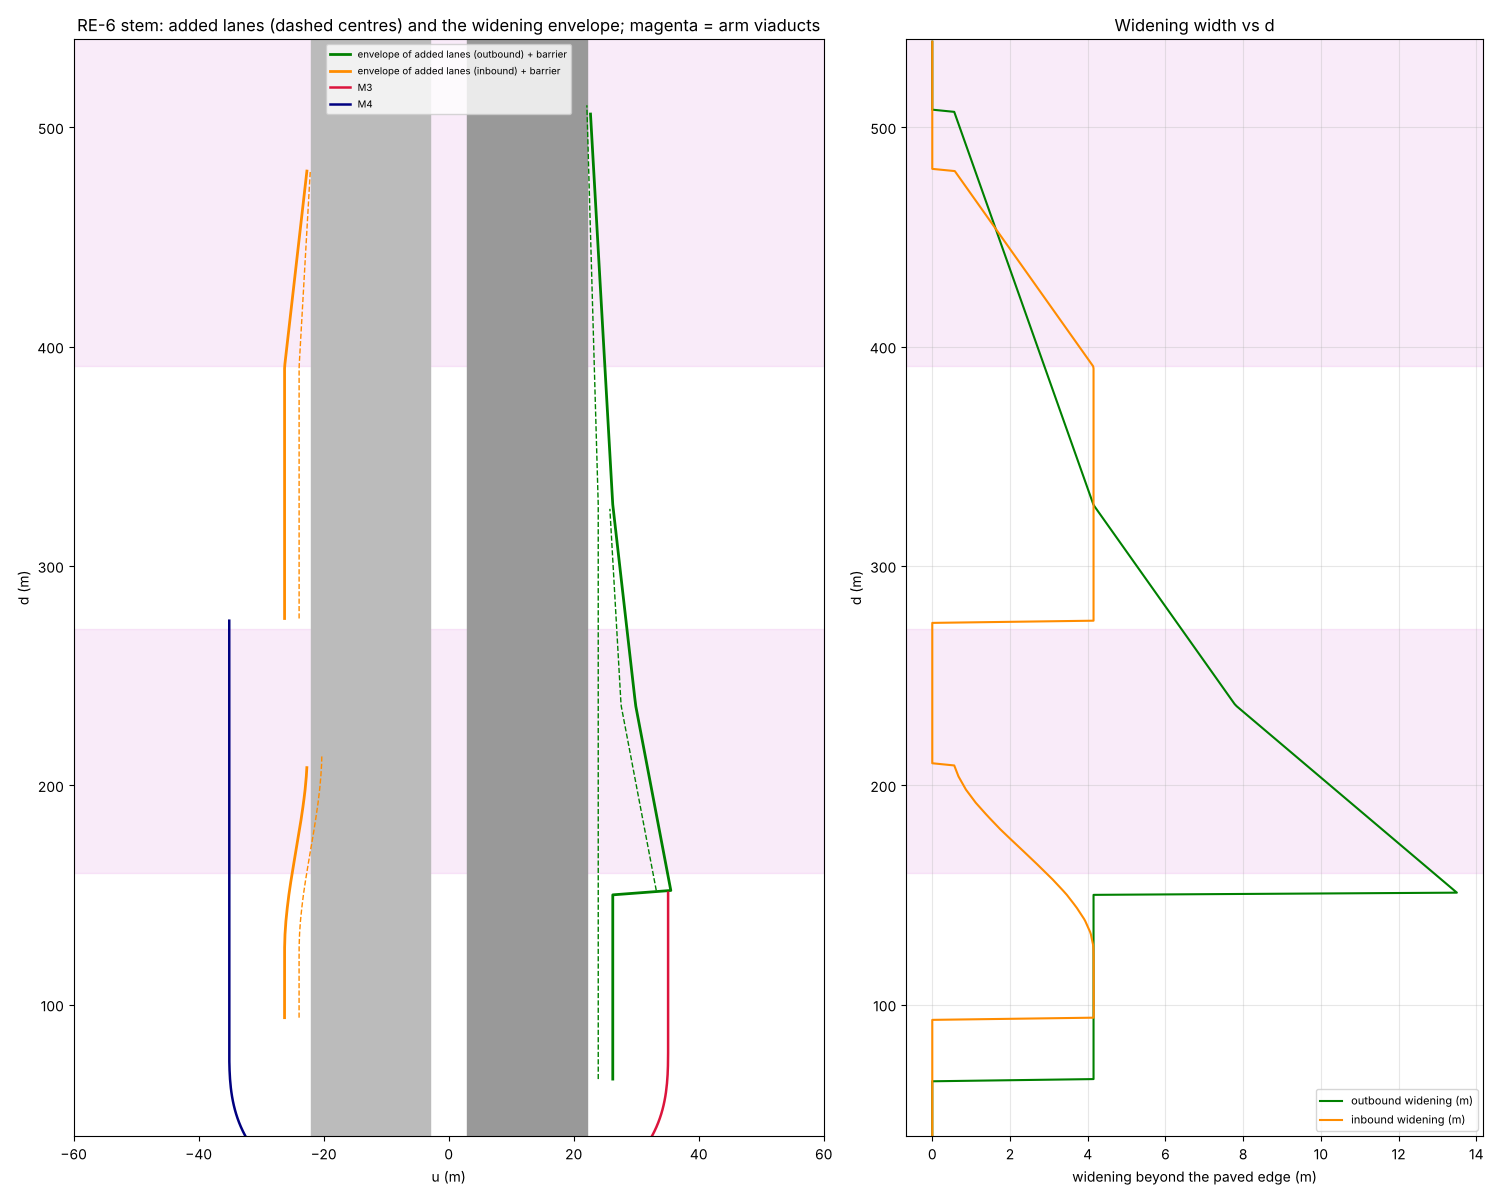 RE-6 stem: added lanes (dashed centres) and the widening envelope; magenta = arm viaducts
envelope of added lanes (outbound) + barrier
envelope of added lanes (inbound) + barrier
M3
M4
500
400
300
200
100
d (m)
−60
−40
−20
0
20
40
60
u (m)
Widening width vs d
500
400
300
200
100
d (m)
outbound widening (m)
inbound widening (m)
0
2
4
6
8
10
12
14
widening beyond the paved edge (m)